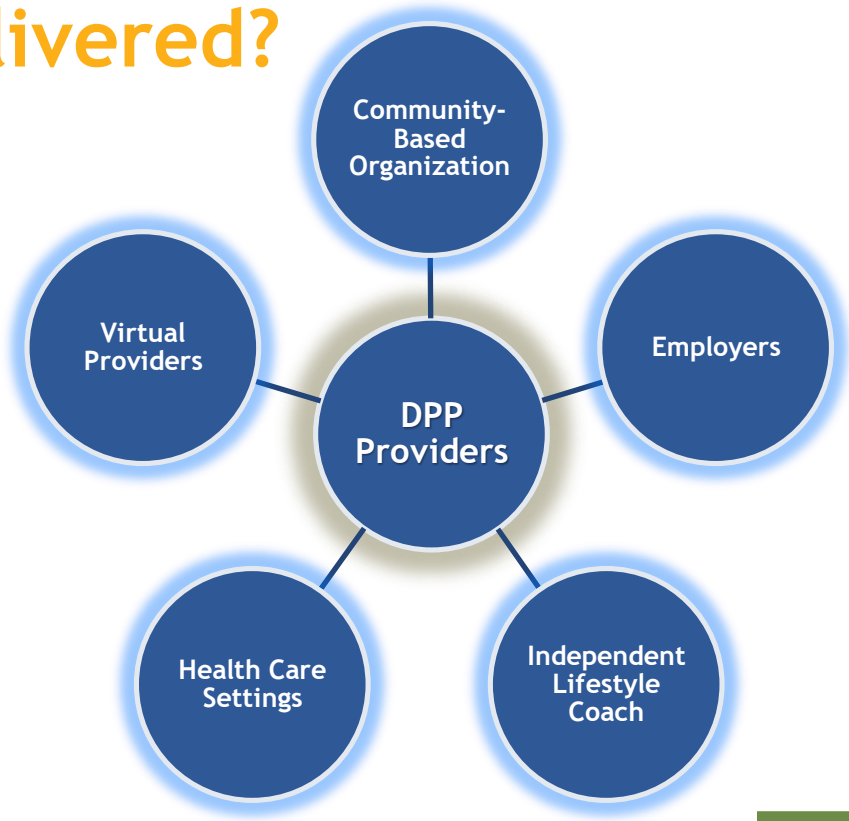 livered?
Community-
Based
Organization
Virtual
Providers
Employers
DPP
Providers
Health Care
Settings
Independent
Lifestyle
Coach